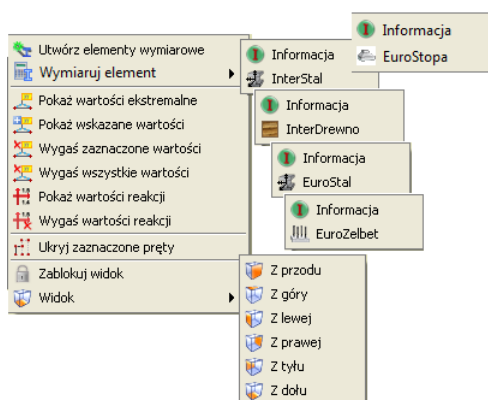 Utwórz elementy wymiarowe
Wymiaruj element
Pokaż wartości ekstremalne
Pokaż wskazane wartości
Wygaś zaznaczone wartości
Wygaś wszystkie wartości
Pokaż wartości reakcji
Wygaś wartości reakcji
Ukryj zaznaczone pręty
Zablokuj widok
Widok
Informacja
InterStal
Informacja
InterDrewno
Informacja
EuroStal
Informacja
EuroZelbet
Informacja
EuroStopa
Z przodu
Z góry
Z lewej
Z prawej
Z tyłu
Z dołu